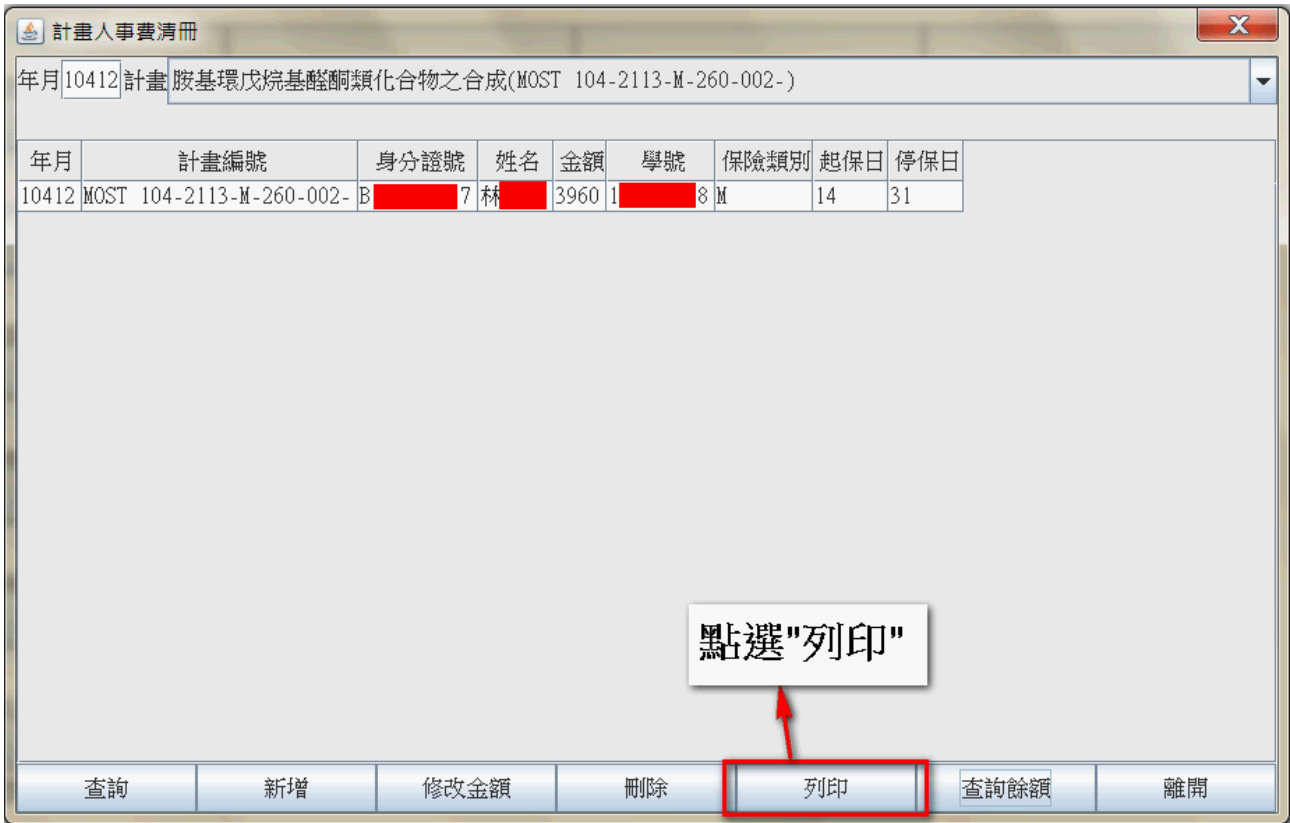 計畫人事費清冊
年月 10412 計畫 胺基環戊烷基醛酮類化合物之合成(MOST 104-2113-M-260-002-)
年月 計畫編號 身分證號 姓名 金額 學號 保險類別 起保日 停保日
10412 MOST 104-2113-M-260-002- B 7 林 3960 1 8 M 14 31
點選"列印"
查詢 新增 修改金額 刪除 列印 查詢餘額 離開